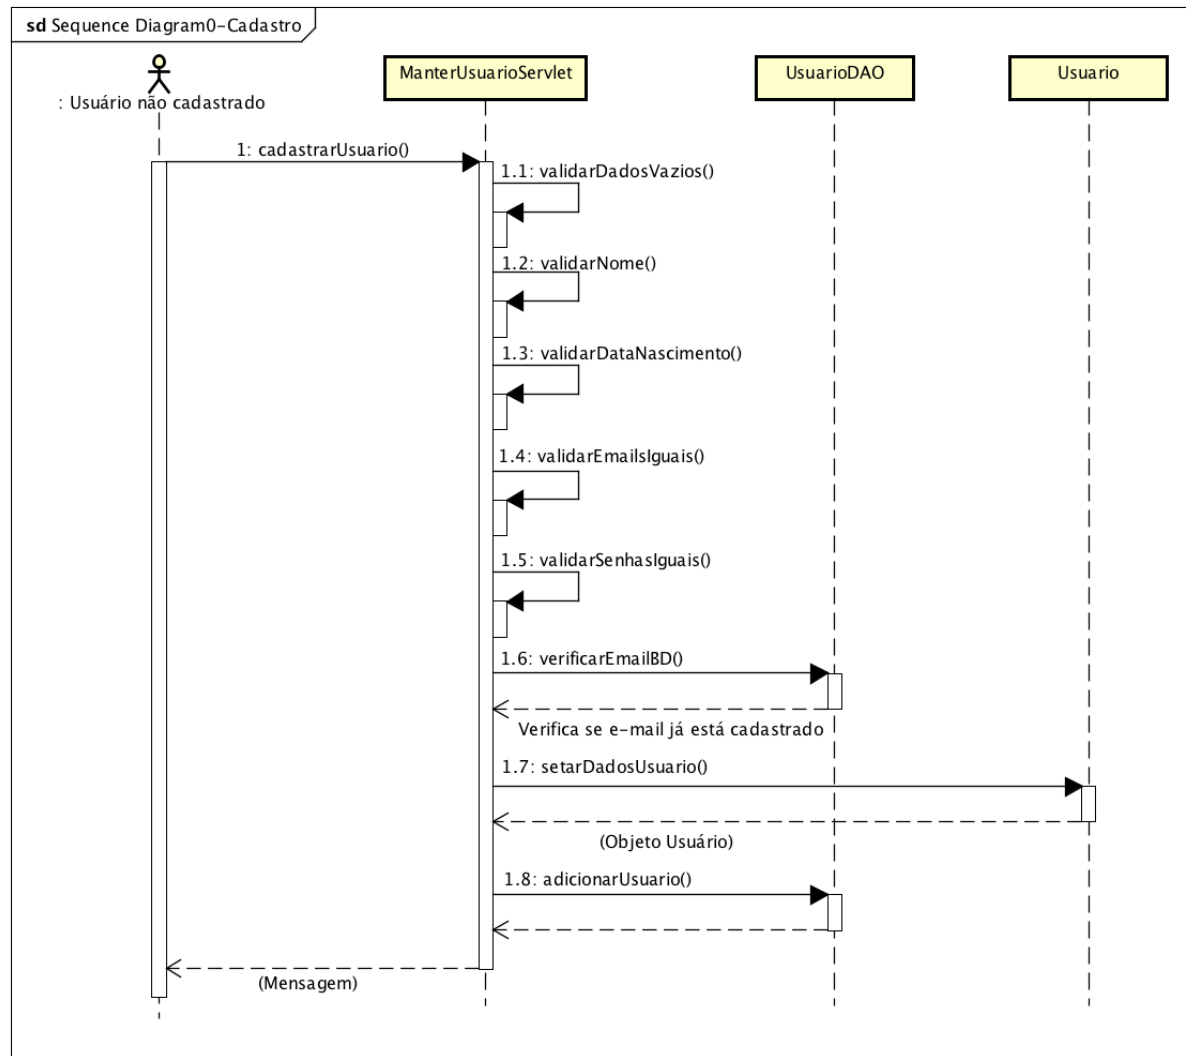 sd Sequence Diagram0-Cadastro
ManterUsuarioServlet
UsuarioDAO
Usuario
: Usuário não cadastrado
1: cadastrarUsuario()
1.1: validarDadosVazios()
1.2: validarNome()
1.3: validarDataNascimento()
1.4: validarEmailsIguais()
1.5: validarSenhasIguais()
1.6: verificarEmailBD()
Verifica se e-mail já está cadastrado
1.7: setarDadosUsuario()
(Objeto Usuário)
1.8: adicionarUsuario()
(Mensagem)